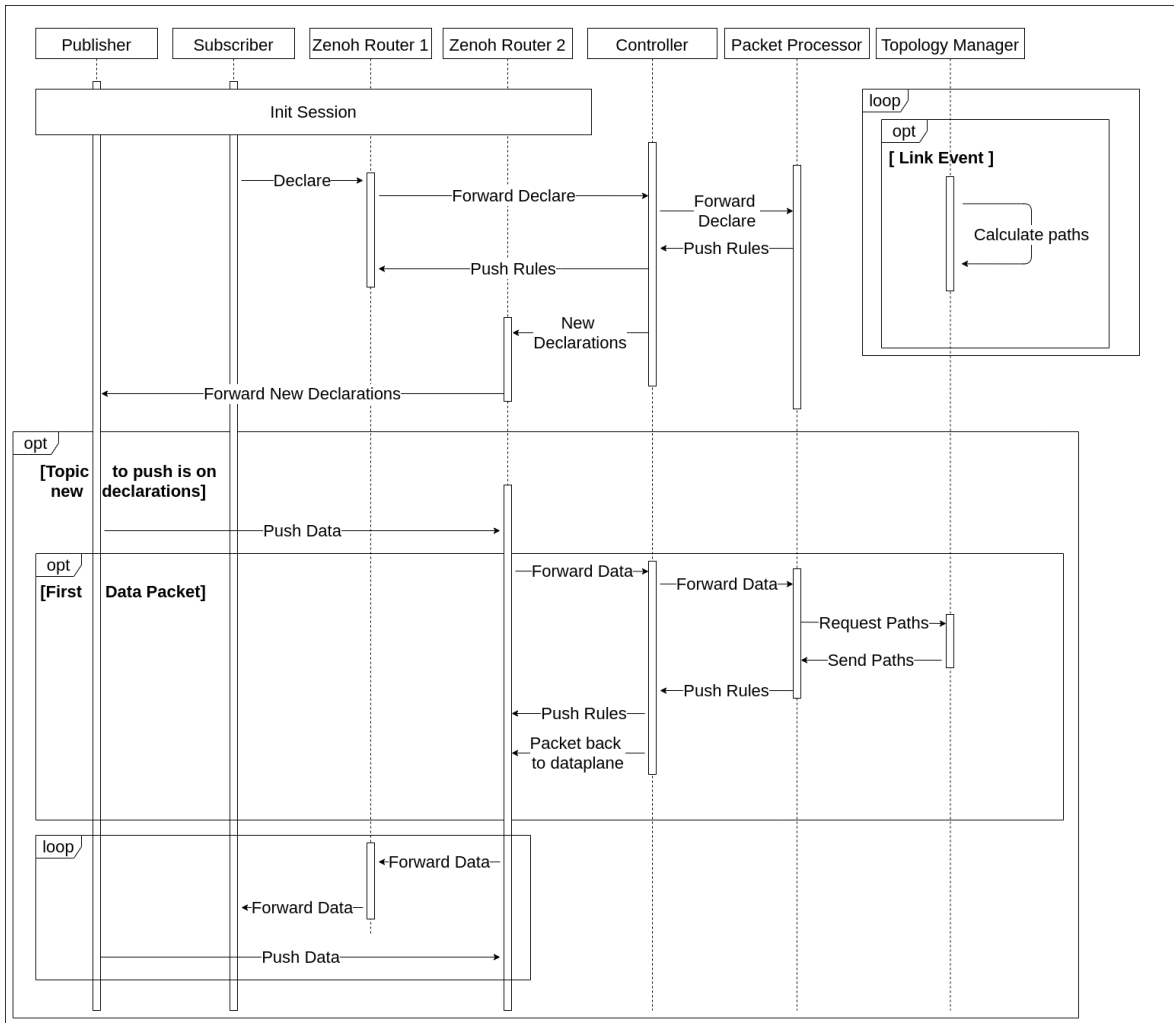 Publisher
Subscriber
Zenoh Router 1
Zenoh Router 2
Controller
Packet Processor
Topology Manager
Init Session
loop
opt
[ Link Event ]
Calculate paths
Declare
Forward Declare
Forward
Declare
Push Rules
Push Rules
New
Declarations
Forward New Declarations
opt
[Topic to push is on
new declarations]
Push Data
opt
[First Data Packet]
Forward Data
Forward Data
Request Paths
Send Paths
Push Rules
Push Rules
Packet back
to dataplane
loop
Forward Data
Forward Data
Push Data